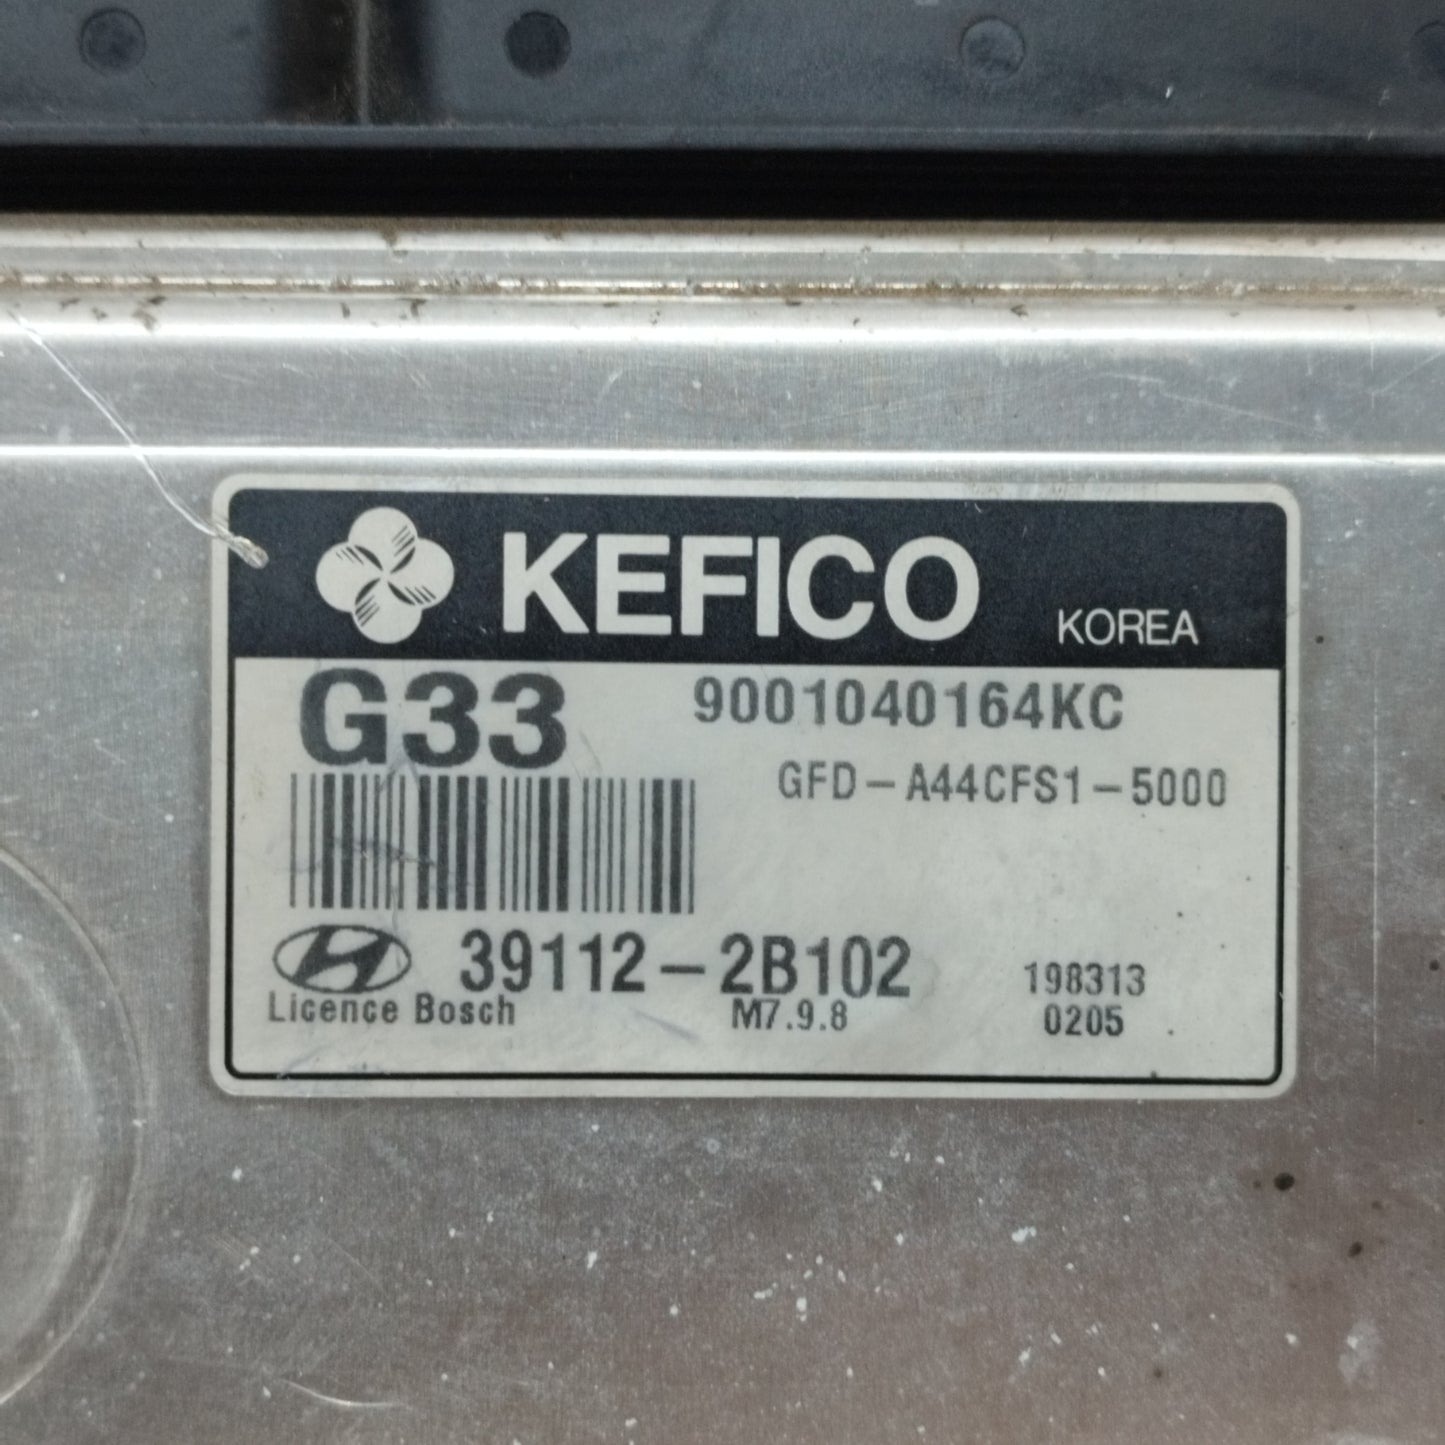 KEFICO KOREA
G33 9001040164KC
GFD-A44CFS1-5000
39112-2B102 198313
Licence Bosch M7.9.8 0205